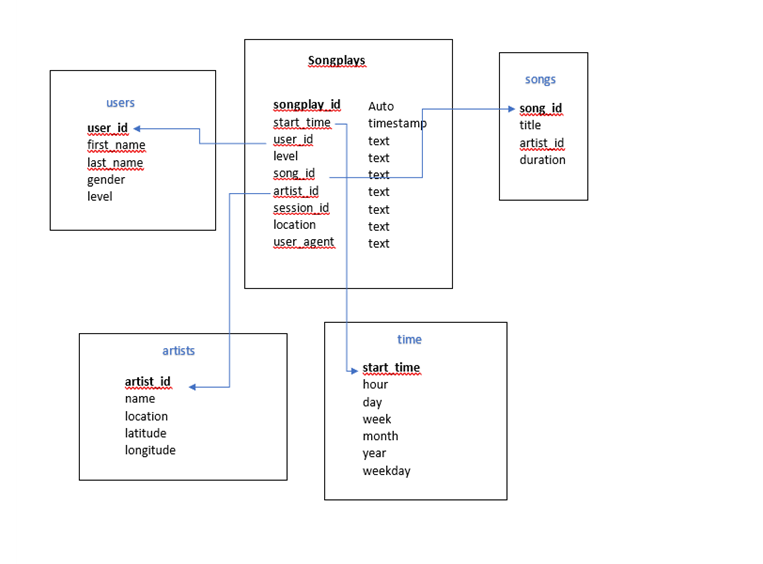 Songplays
songplay_id Auto
start_time timestamp
user_id text
level text
song_id text
artist_id text
session_id text
location text
user_agent text
users
user_id
first_name
last_name
gender
level
songs
song_id
title
artist_id
duration
artists
artist_id
name
location
latitude
longitude
time
start_time
hour
day
week
month
year
weekday